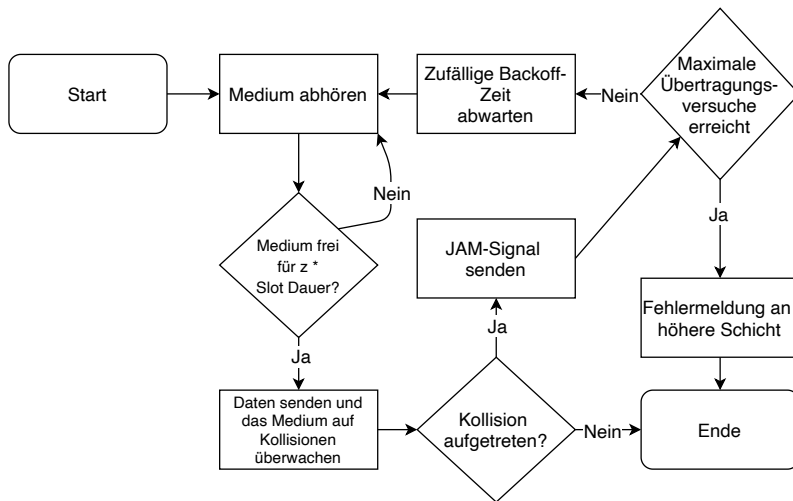 Start
Medium abhören
Zufällige Backoff-
Zeit
abwarten
Nein
Maximale
Übertragungs-
versuche
erreicht
Nein
Medium frei
für z *
Slot Dauer?
JAM-Signal
senden
Ja
Fehlermeldung an
höhere Schicht
Ja
Ja
Daten senden und
das Medium auf
Kollisionen
überwachen
Kollision
aufgetreten?
Nein
Ende